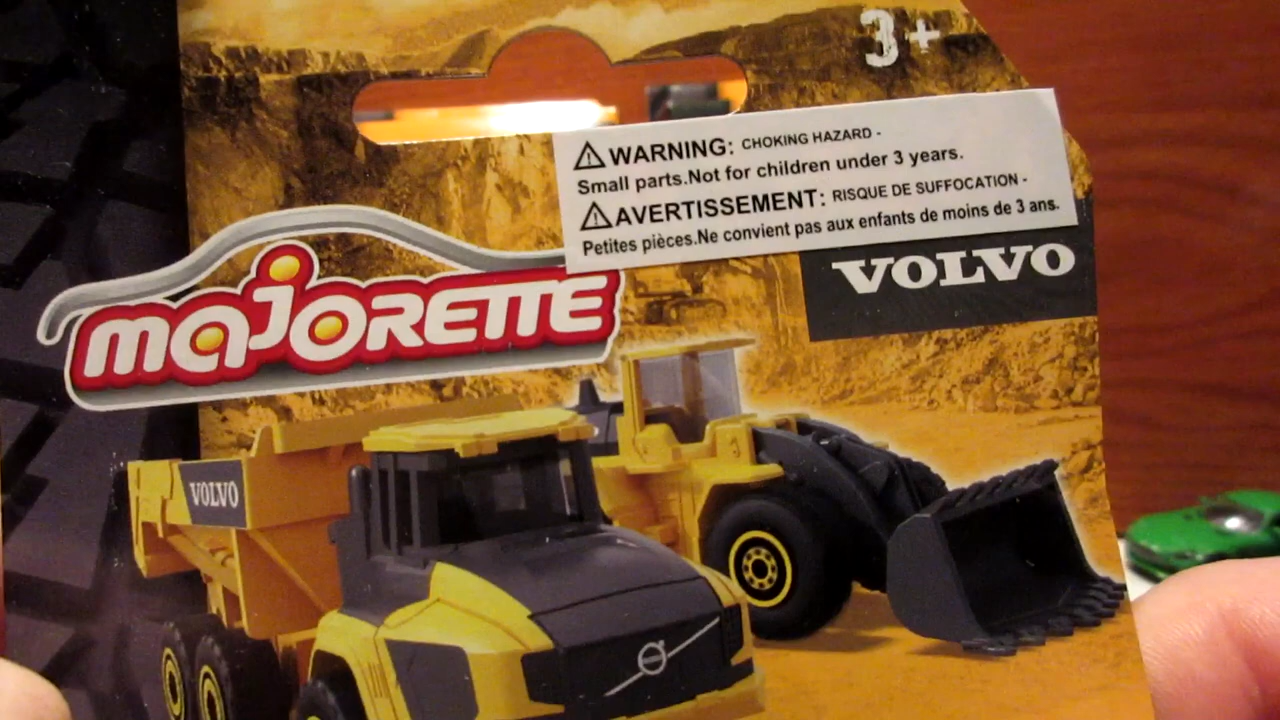 3+
⚠WARNING: CHOKING HAZARD -
Small parts.Not for children under 3 years.
⚠AVERTISSEMENT: RISQUE DE SUFFOCATION -
Petites pièces.Ne convient pas aux enfants de moins de 3 ans.
VOLVO
majorette
VOLVO